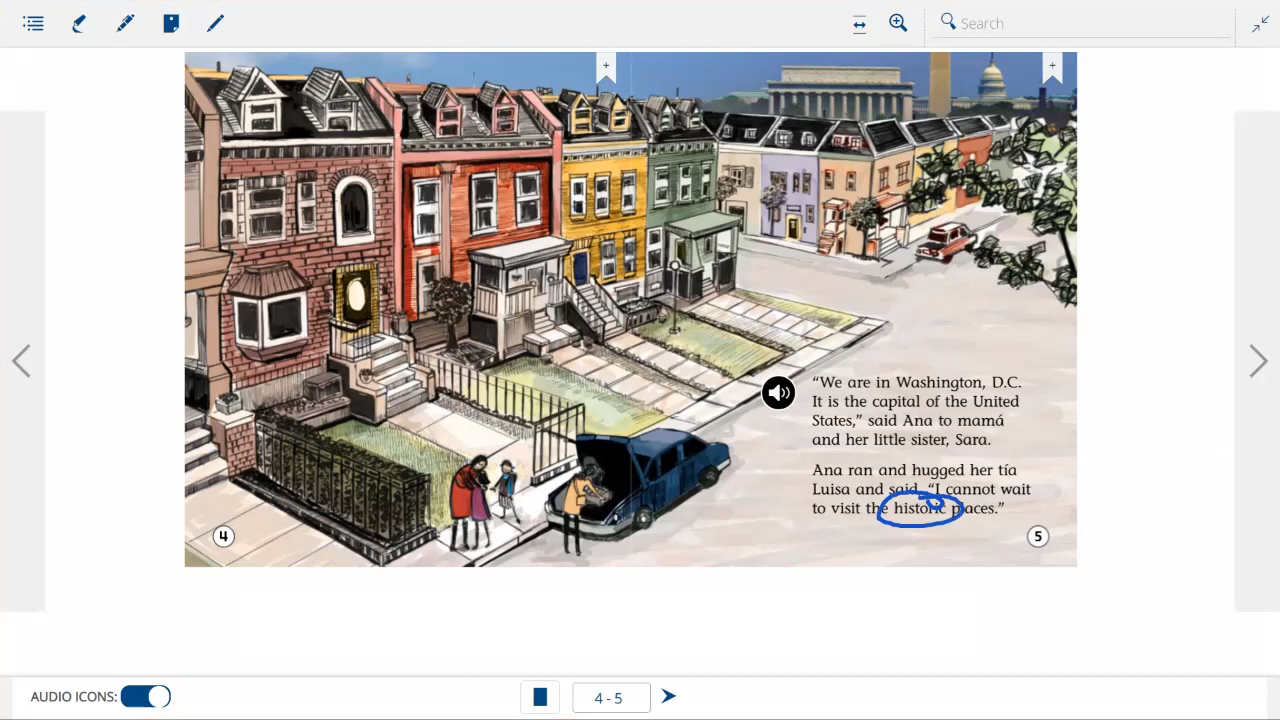 Search
+
+
“We are in Washington, D.C.
It is the capital of the United
States,” said Ana to mamá
and her little sister, Sara.
Ana ran and hugged her tía
Luisa and said, “I cannot wait
to visit the historic places.”
4
5
AUDIO ICONS:
4 - 5